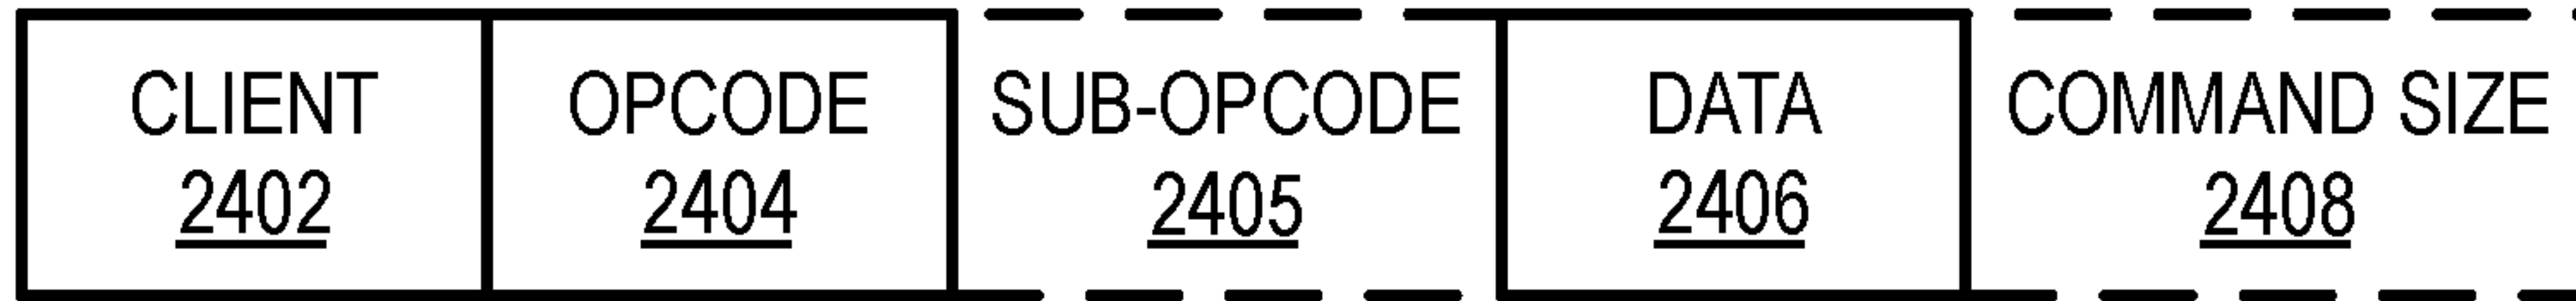 CLIENT OPCODE SUB-OPCODE DATA COMMAND SIZE
2402 2404 2405 2406 2408